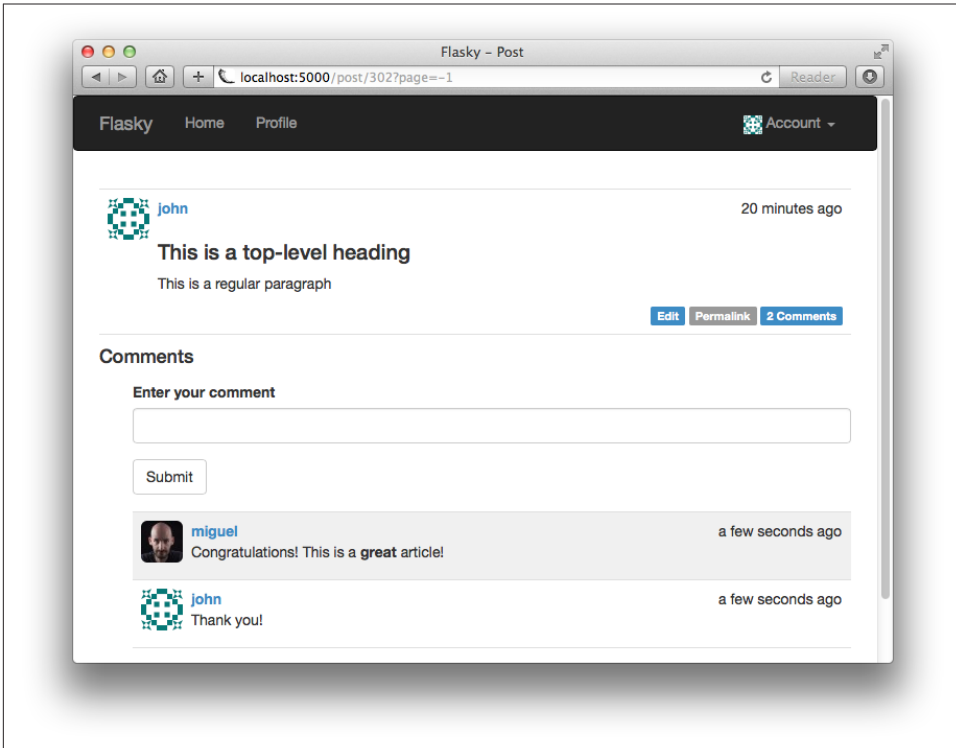 Flasky – Post
localhost:5000/post/302?page=-1
Reader
Flasky Home Profile Account
john 20 minutes ago
This is a top-level heading
This is a regular paragraph
Edit Permalink 2 Comments
Comments
Enter your comment
Submit
miguel a few seconds ago
Congratulations! This is a great article!
john a few seconds ago
Thank you!